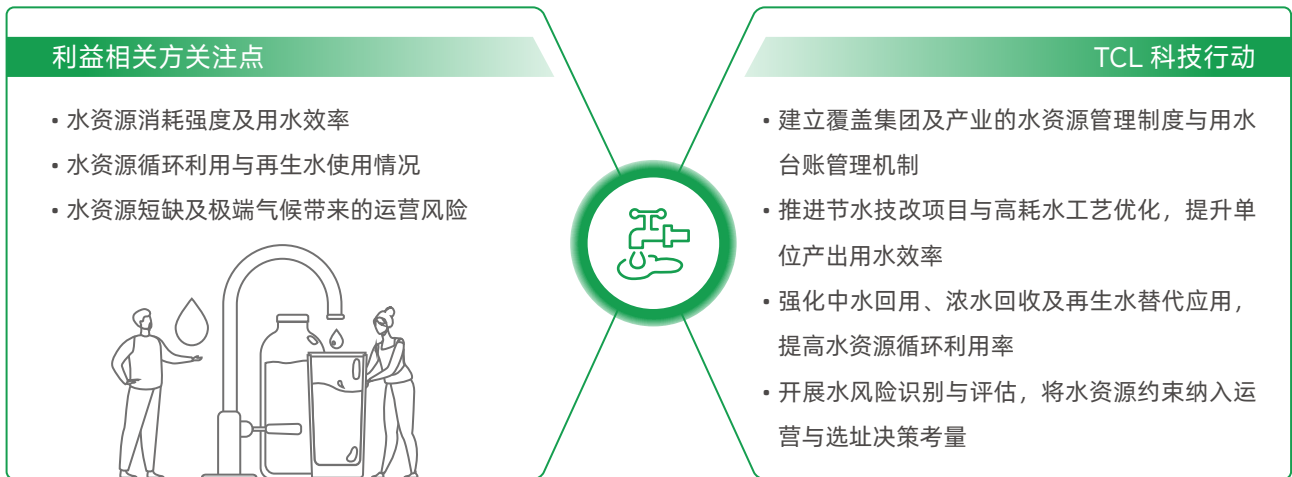 利益相关方关注点
• 水资源消耗强度及用水效率
• 水资源循环利用与再生水使用情况
• 水资源短缺及极端气候带来的运营风险
TCL 科技行动
• 建立覆盖集团及产业的水资源管理制度与用水
台账管理机制
• 推进节水技改项目与高耗水工艺优化，提升单
位产出用水效率
• 强化中水回用、浓水回收及再生水替代应用，
提高水资源循环利用率
• 开展水风险识别与评估，将水资源约束纳入运
营与选址决策考量